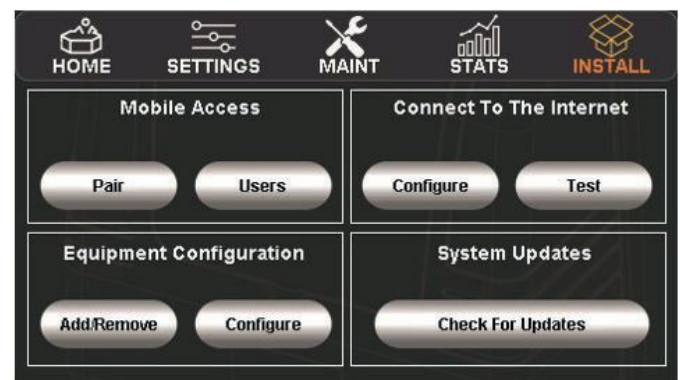 HOME SETTINGS MAINT STATS INSTALL
Mobile Access
Pair Users
Connect To The Internet
Configure Test
Equipment Configuration
Add/Remove Configure
System Updates
Check For Updates